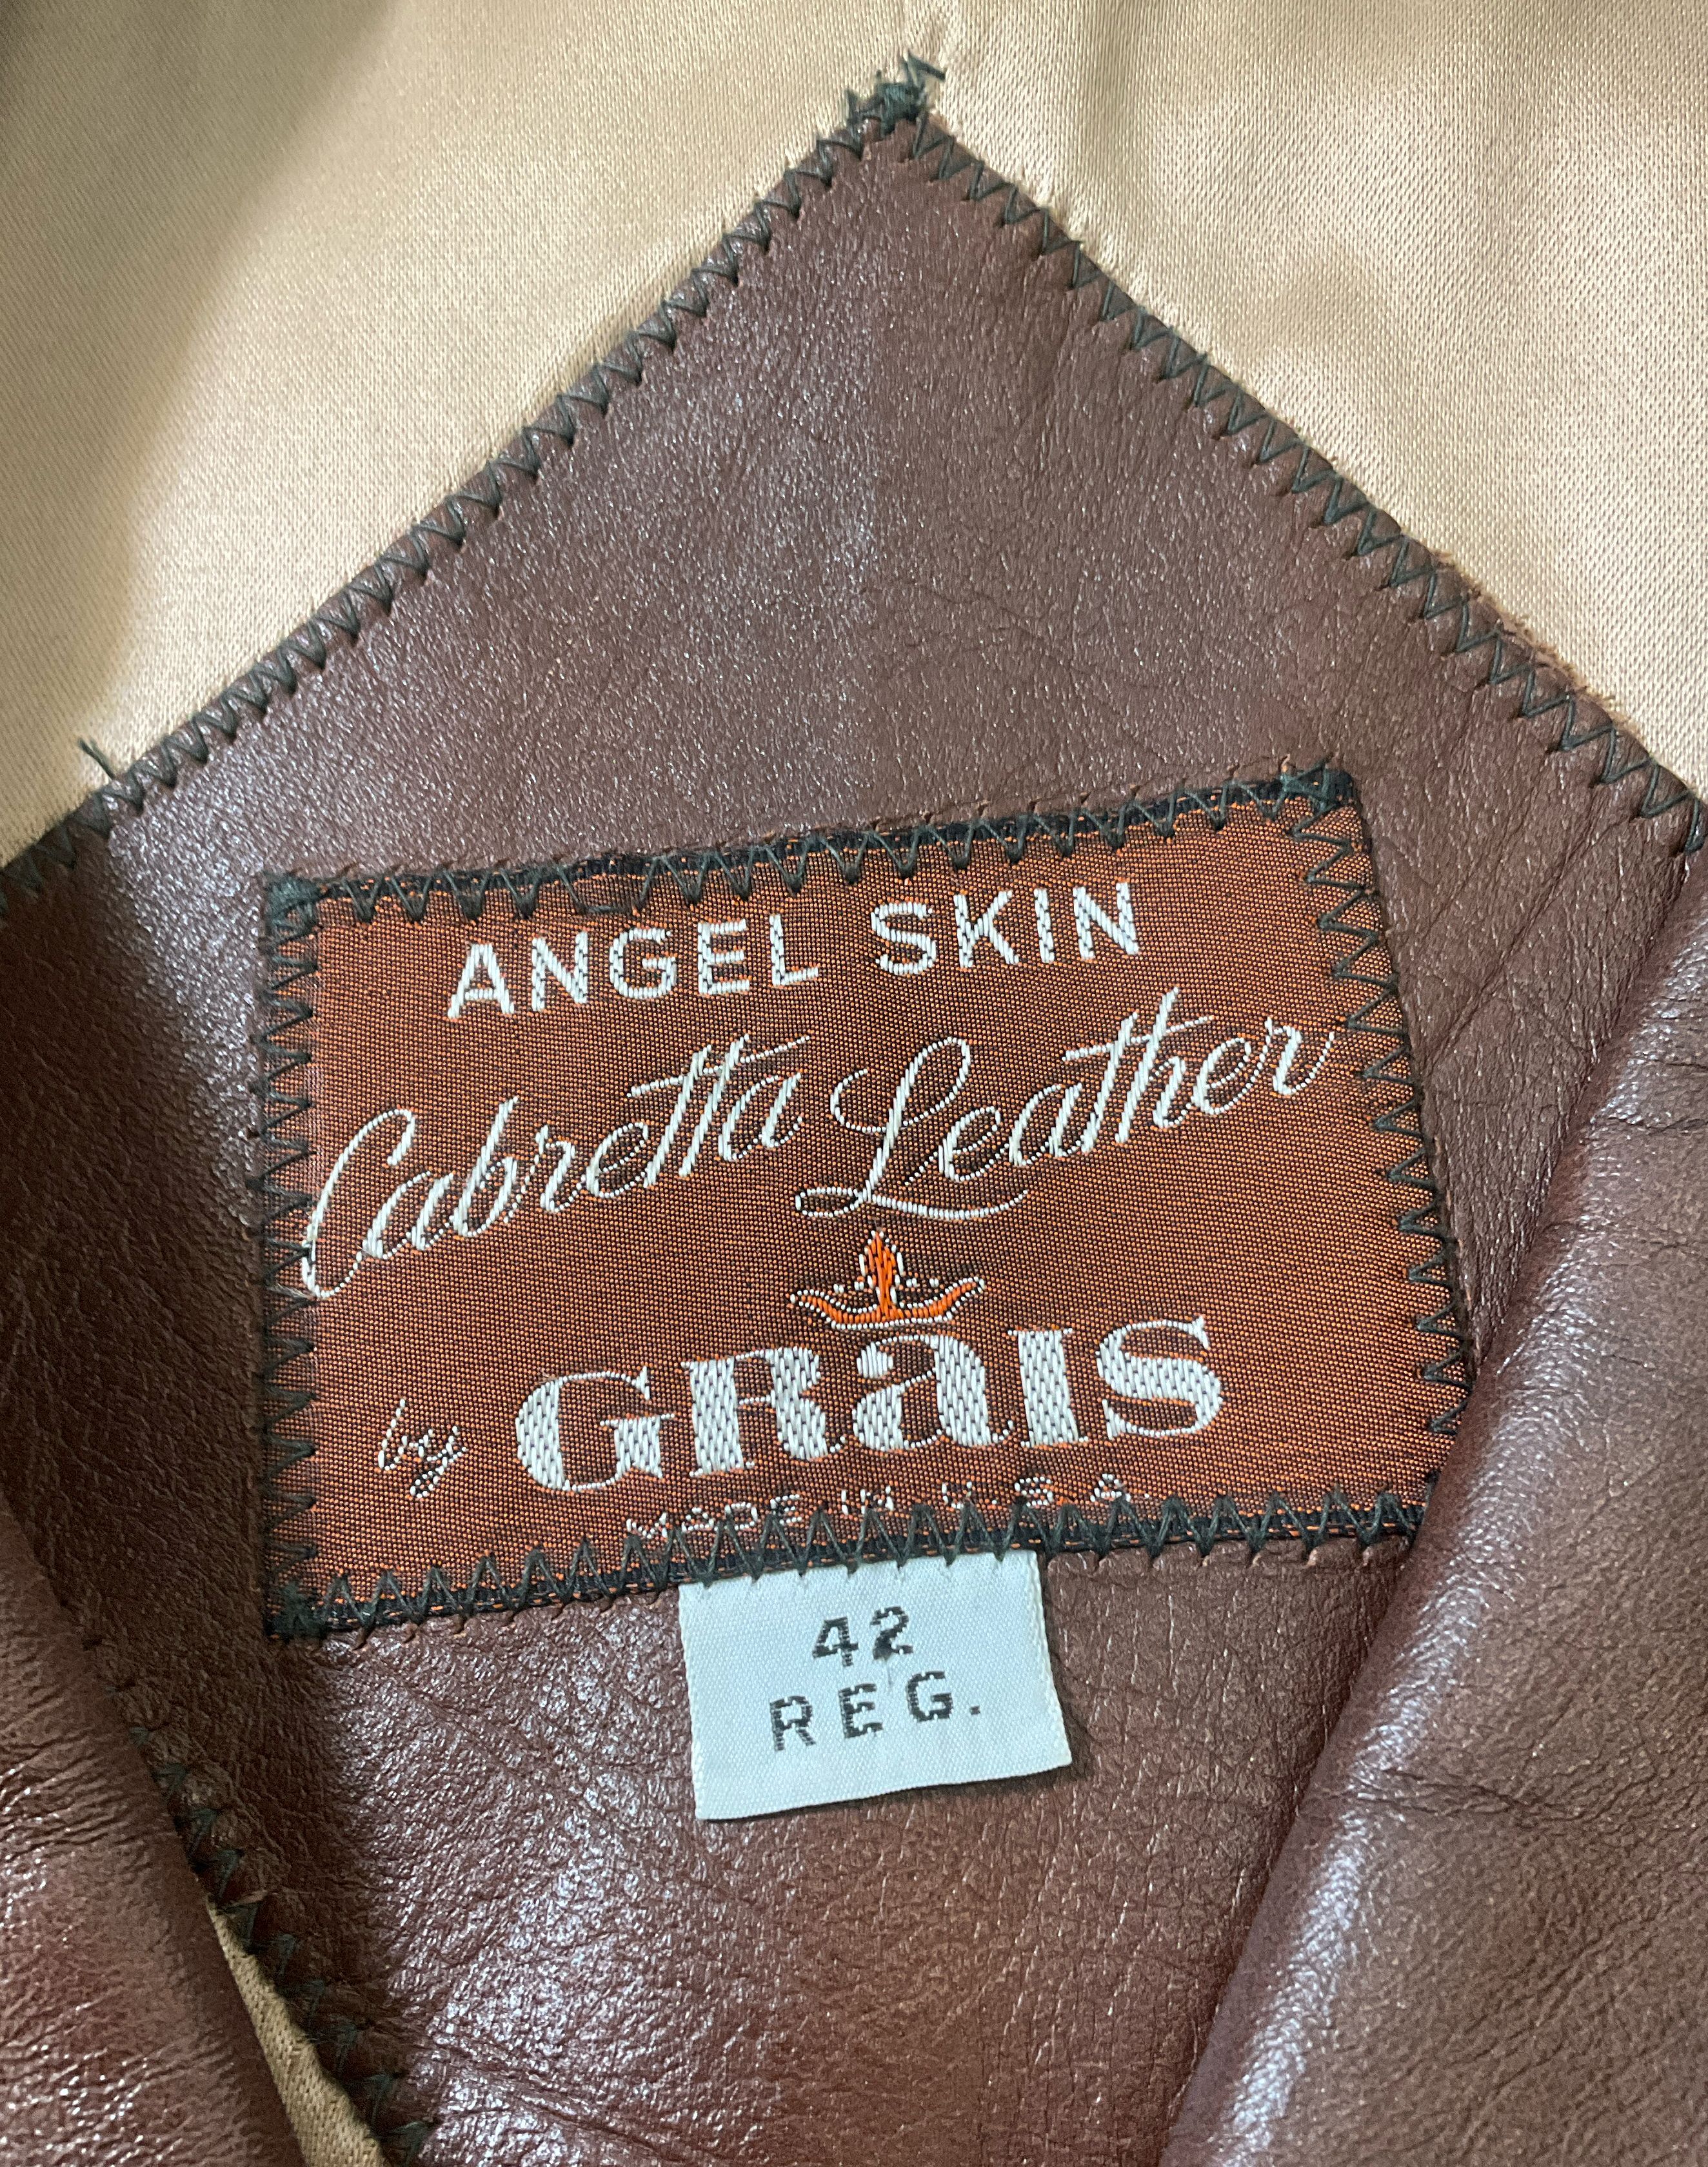 ANGEL SKIN
Cabretta Leather
by GRaIS
MADE IN U.S.A.
42
REG.